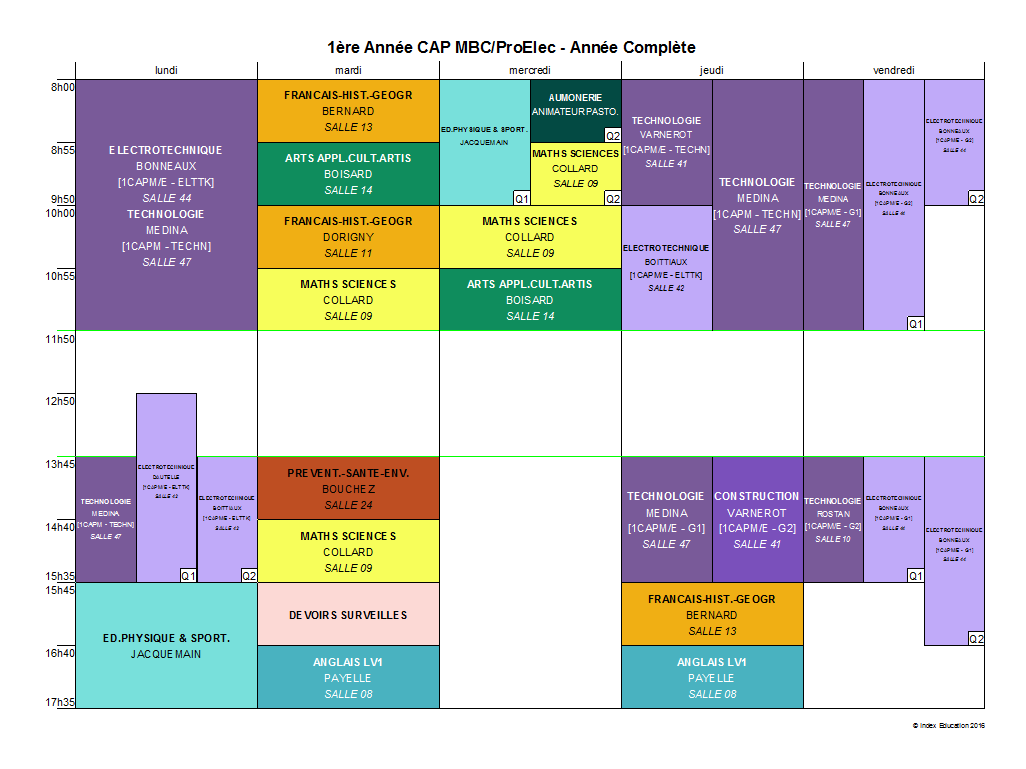 1ère Année CAP MBC/ProElec - Année Complète
lundi
mardi
mercredi
jeudi
vendredi
8h00
8h55
9h50
10h00
10h55
11h50
12h50
13h45
14h40
15h35
15h45
16h40
17h35
ELECTROTECHNIQUE
BONNEAUX
[1CAPM/E - ELTTK]
SALLE 44
TECHNOLOGIE
MEDINA
[1CAPM - TECHN]
SALLE 47
TECHNOLOGIE
MEDINA
[1CAPM - TECHN]
SALLE 47
ELECTROTECHNIQUE
DAUTELLE
[1CAPM/E - ELTTK]
SALLE 43
Q1
ELECTROTECHNIQUE
BOITTIAUX
[1CAPM/E - ELTTK]
SALLE 42
Q2
ED.PHYSIQUE & SPORT.
JACQUEMAIN
FRANCAIS-HIST.-GEOGR
BERNARD
SALLE 13
ARTS APPL.CULT.ARTIS
BOISARD
SALLE 14
FRANCAIS-HIST.-GEOGR
DORIGNY
SALLE 11
MATHS SCIENCES
COLLARD
SALLE 09
PREVENT.-SANTE-ENV.
BOUCHEZ
SALLE 24
MATHS SCIENCES
COLLARD
SALLE 09
DEVOIRS SURVEILLES
ANGLAIS LV1
PAYELLE
SALLE 08
ED.PHYSIQUE & SPORT.
JACQUEMAIN
Q1
AUMONERIE
ANIMATEUR PASTO.
Q2
MATHS SCIENCES
COLLARD
SALLE 09
Q2
MATHS SCIENCES
COLLARD
SALLE 09
ARTS APPL.CULT.ARTIS
BOISARD
SALLE 14
TECHNOLOGIE
VARNEROT
[1CAPM/E - TECHN]
SALLE 41
ELECTROTECHNIQUE
BOITTIAUX
[1CAPM/E - ELTTK]
SALLE 42
TECHNOLOGIE
MEDINA
[1CAPM - TECHN]
SALLE 47
TECHNOLOGIE
MEDINA
[1CAPM/E - G1]
SALLE 47
CONSTRUCTION
VARNEROT
[1CAPM/E - G2]
SALLE 41
FRANCAIS-HIST.-GEOGR
BERNARD
SALLE 13
ANGLAIS LV1
PAYELLE
SALLE 08
TECHNOLOGIE
MEDINA
[1CAPM/E - G1]
SALLE 47
ELECTROTECHNIQUE
BONNEAUX
[1CAPM/E - G2]
SALLE 44
Q1
ELECTROTECHNIQUE
BONNEAUX
[1CAPM/E - G2]
SALLE 44
Q2
TECHNOLOGIE
ROSTAN
[1CAPM/E - G2]
SALLE 10
ELECTROTECHNIQUE
BONNEAUX
[1CAPM/E - G1]
SALLE 44
Q1
ELECTROTECHNIQUE
BONNEAUX
[1CAPM/E - G1]
SALLE 44
Q2
© Index Education 2016